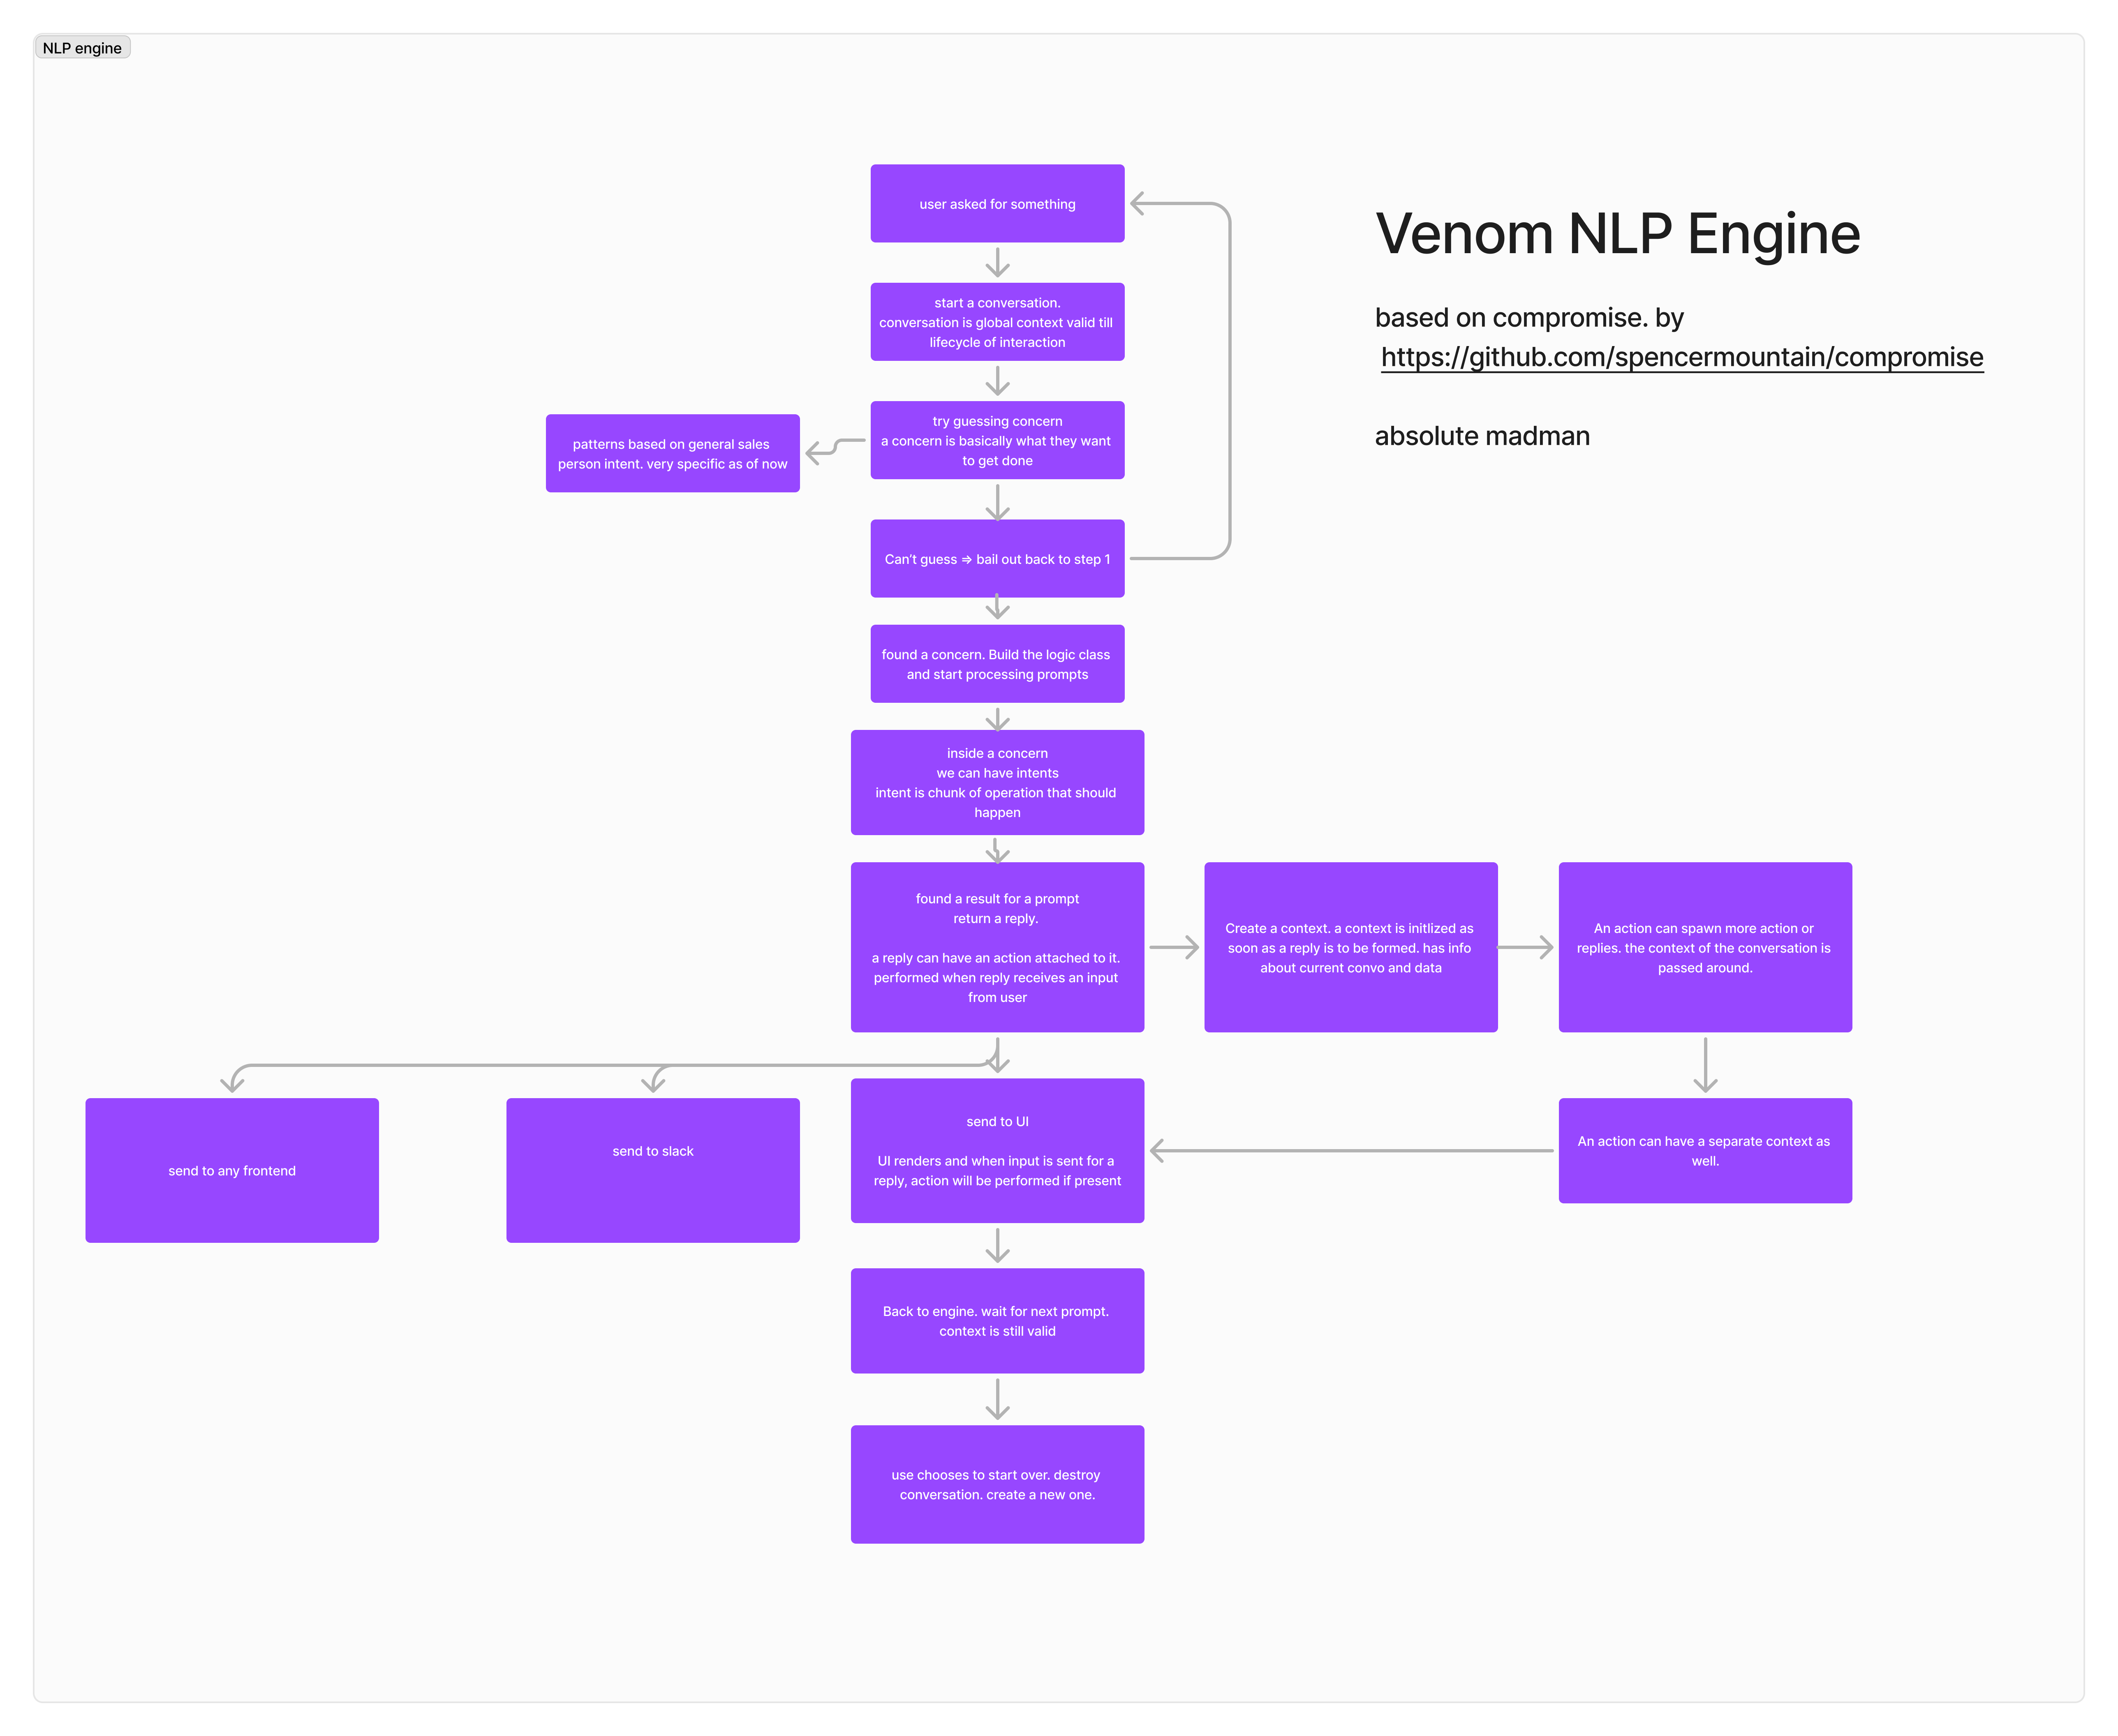 NLP engine
Venom NLP Engine
based on compromise. by
https://github.com/spencermountain/compromise
absolute madman
user asked for something
start a conversation.
conversation is global context valid till
lifecycle of interaction
try guessing concern
a concern is basically what they want
to get done
patterns based on general sales
person intent. very specific as of now
Can't guess => bail out back to step 1
found a concern. Build the logic class
and start processing prompts
inside a concern
we can have intents
intent is chunk of operation that should
happen
found a result for a prompt
return a reply.
a reply can have an action attached to it.
performed when reply receives an input
from user
Create a context. a context is initlized as
soon as a reply is to be formed. has info
about current convo and data
An action can spawn more action or
replies. the context of the conversation is
passed around.
send to any frontend
send to slack
send to UI
UI renders and when input is sent for a
reply, action will be performed if present
An action can have a separate context as
well.
Back to engine. wait for next prompt.
context is still valid
use chooses to start over. destroy
conversation. create a new one.